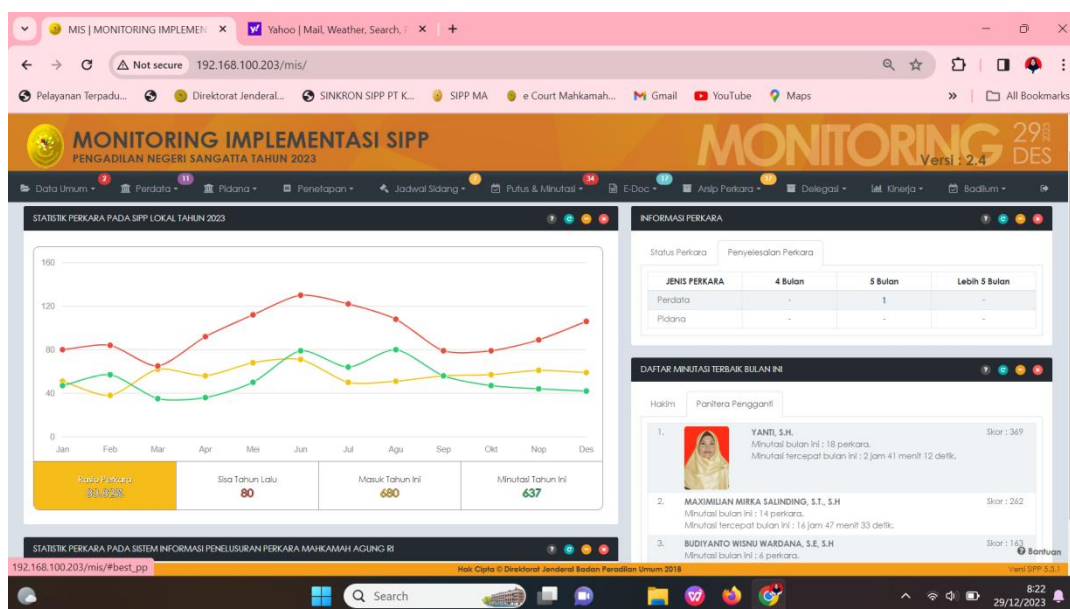 MIS | MONITORING IMPLEMEN
Yahoo | Mail, Weather, Search, F
Not secure 192.168.100.203/mis/
Pelayanan Terpadu... Direktorat Jenderal... SINKRON SIPP PT K... SIPP MA e Court Mahkamah... Gmail YouTube Maps » All Bookmarks
MONITORING IMPLEMENTASI SIPP
PENGADILAN NEGERI SANGATTA TAHUN 2023
MONITORING
Versi : 2.4
29 2023
DES
Data Umum 2 Perdata 11 Pidana Penetapan Jadwal Sidang Putus & Minutasi 34 E-Doc 17 Arsip Perkara 37 Delegasi Kinerja Badilum
STATISTIK PERKARA PADA SIPP LOKAL TAHUN 2023
160
120
80
40
0
Jan Feb Mar Apr Mei Jun Jul Agu Sep Okt Nop Des
Rasio Perkara Sisa Tahun Lalu Masuk Tahun Ini Minutasi Tahun Ini
80 680 637
STATISTIK PERKARA PADA SISTEM INFORMASI PENELUSURAN PERKARA MAHKAMAH AGUNG RI
INFORMASI PERKARA
Status Perkara Penyelesaian Perkara
JENIS PERKARA 4 Bulan 5 Bulan Lebih 5 Bulan
Perdata - 1 -
Pidana - - -
DAFTAR MINUTASI TERBAIK BULAN INI
Hakim Panitera Pengganti
1. YANTI, S.H. Skor : 369
Minutasi bulan ini : 18 perkara.
Minutasi tercepat bulan ini : 2 jam 41 menit 12 detik.
2. MAXIMILIAN MIRKA SALINDING, S.T., S.H Skor : 262
Minutasi bulan ini : 14 perkara.
Minutasi tercepat bulan ini : 16 jam 47 menit 33 detik.
3. BUDIYANTO WISNU WARDANA, S.E, S.H Skor : 163
Minutasi bulan ini : 6 perkara.
Bantuan
192.168.100.203/mis/#best_pp
Hak Cipta © Direktorat Jenderal Badan Peradilan Umum 2018
Versi SIPP 5.3.1
Search
8:22
29/12/2023